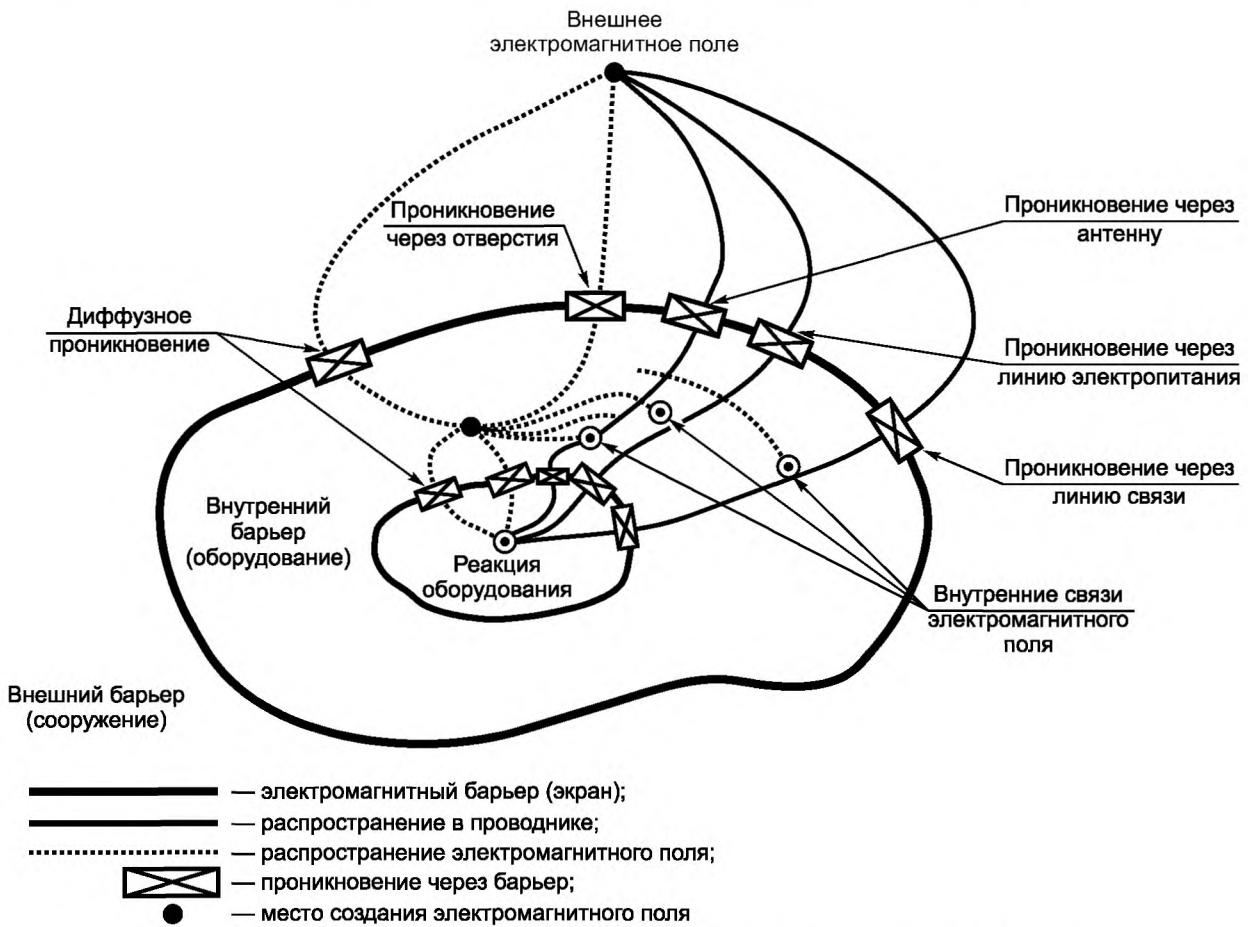 Внешнее
электромагнитное поле
Проникновение
через отверстия
Проникновение через
антенну
Диффузное
проникновение
Проникновение через
линию электропитания
Проникновение через
линию связи
Внутренний
барьер
(оборудование)
Реакция
оборудования
Внутренние связи
электромагнитного
поля
Внешний барьер
(сооружение)
— электромагнитный барьер (экран);
— распространение в проводнике;
— распространение электромагнитного поля;
— проникновение через барьер;
— место создания электромагнитного поля